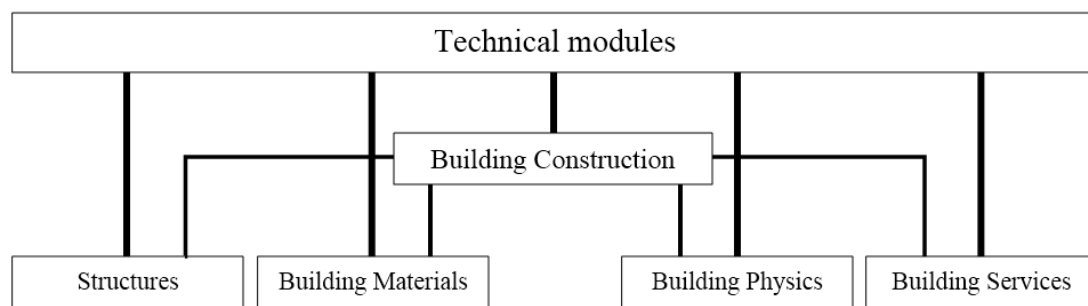 Technical modules
Building Construction
Structures
Building Materials
Building Physics
Building Services